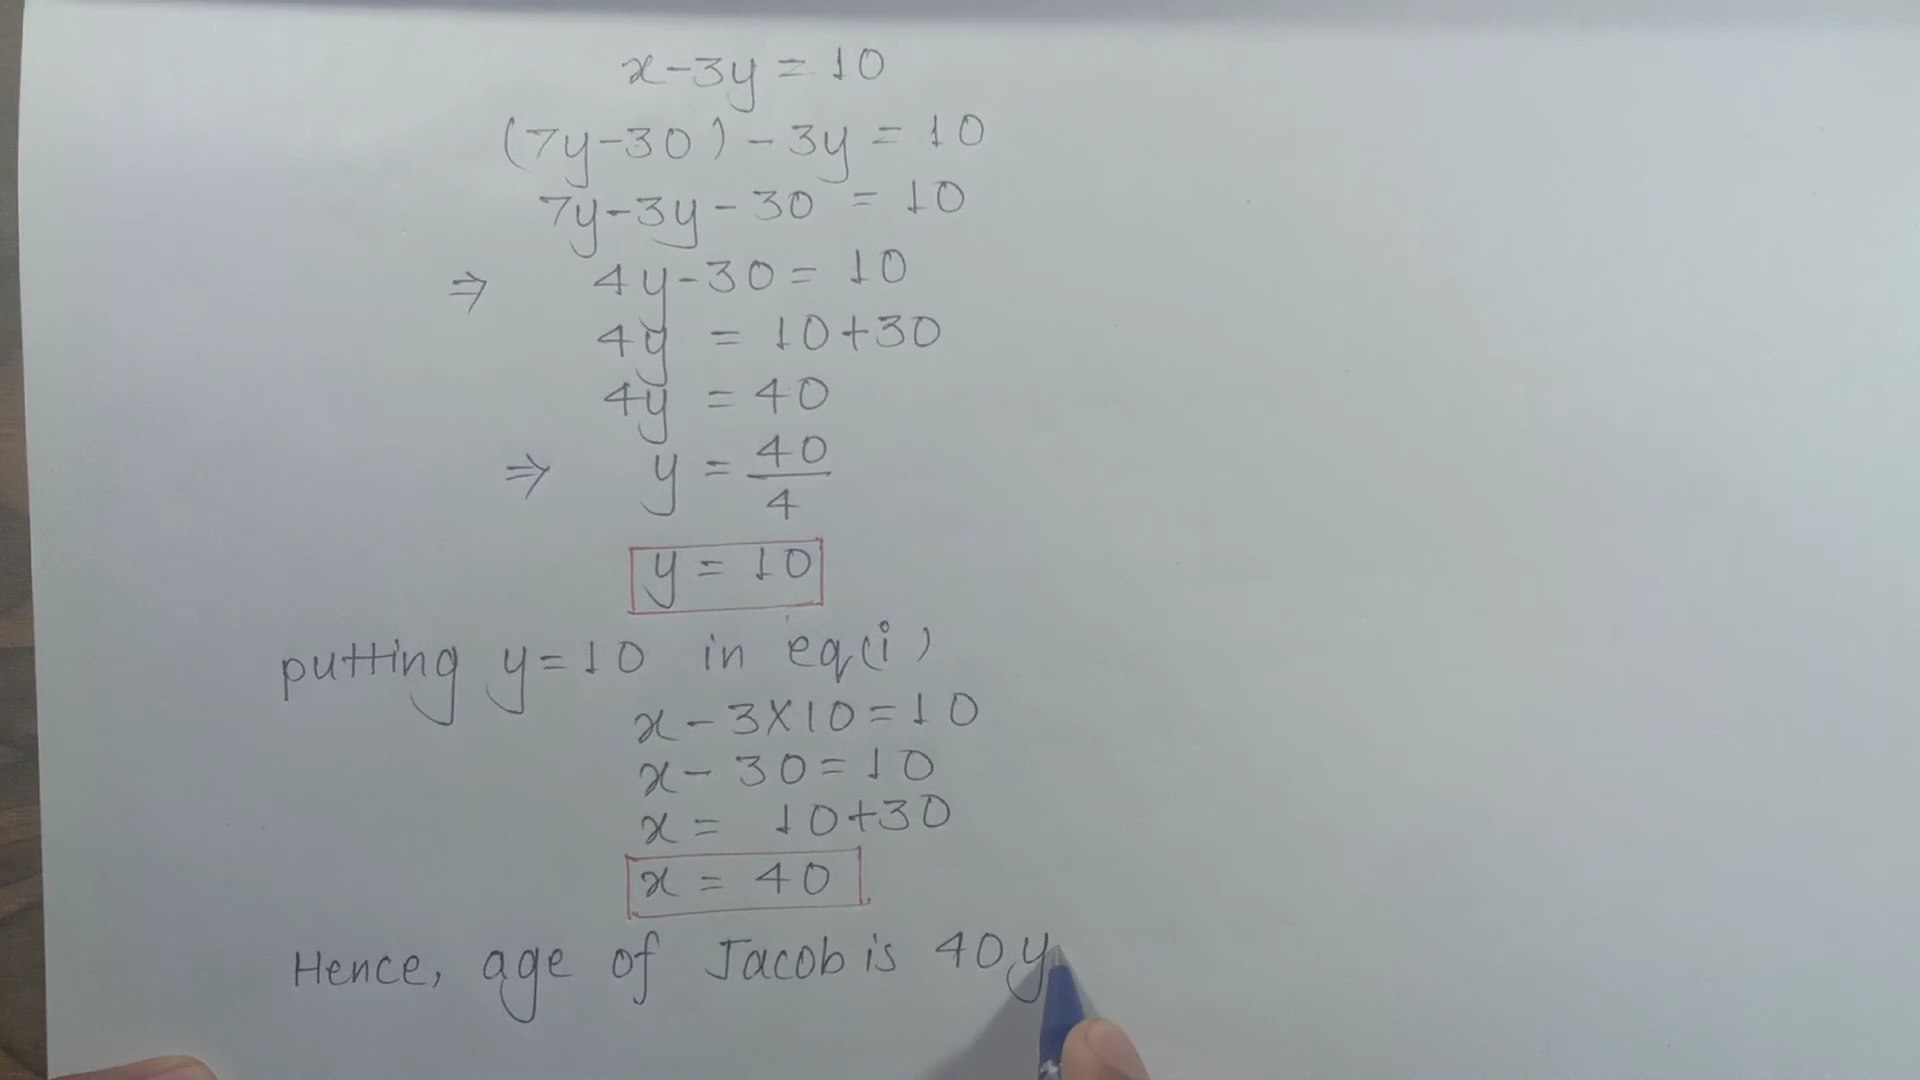 x-3y = 10
(7y-30) - 3y = 10
7y-3y-30 = 10
⇒ 4y-30 = 10
4y = 10+30
4y = 40
⇒ y = 40/4
y = 10
putting y=10 in eq(i)
x - 3×10 = 10
x - 30 = 10
x = 10+30
x = 40
Hence, age of Jacob is 40 y